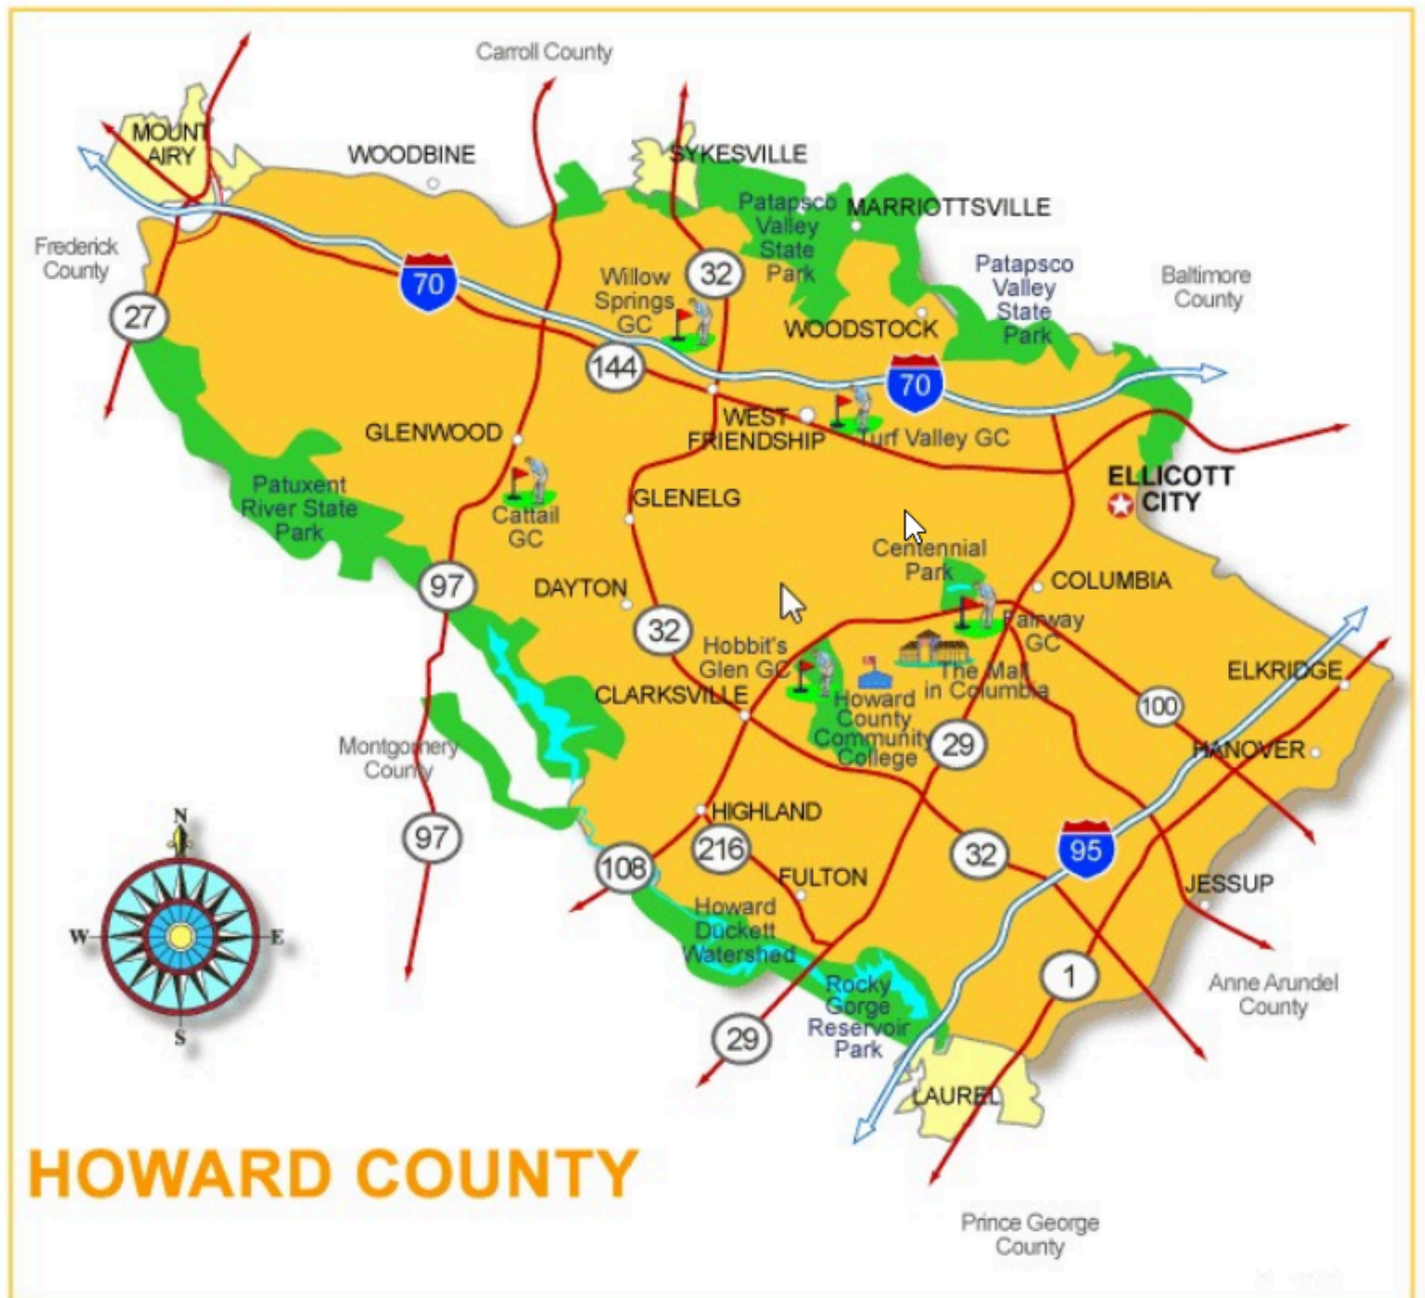 Carroll County
MOUNT
AIRY
WOODBINE
SYKESVILLE
Patapsco
Valley
State
Park
MARRIOTTSVILLE
Frederick
County
70
Willow
Springs
GC
32
Patapsco
Valley
State
Park
Baltimore
County
27
144
WOODSTOCK
70
GLENWOOD
WEST
FRIENDSHIP
Turf Valley GC
Patuxent
River State
Park
Cattail
GC
GLENELG
ELLICOTT
CITY
Centennial
Park
97
DAYTON
COLUMBIA
32
Hobbit's
Glen GC
Fairway
GC
CLARKSVILLE
The Mall
in Columbia
ELKRIDGE
Howard
County
Community
College
29
100
HANOVER
Montgomery
County
97
HIGHLAND
216
108
32
95
FULTON
JESSUP
Howard
Duckett
Watershed
Rocky
Gorge
Reservoir
Park
1
Anne Arundel
County
29
LAUREL
N
W
E
S
HOWARD COUNTY
Prince George
County